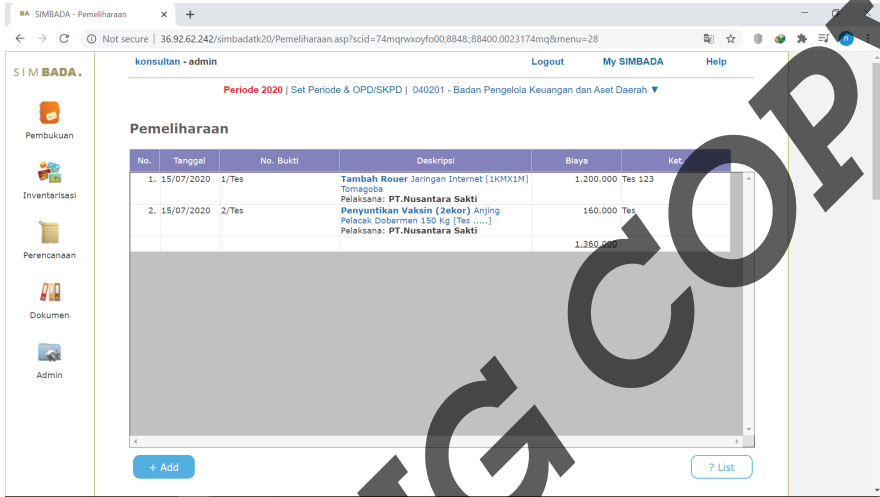 SIMBADA - Pemeliharaan
Not secure | 36.92.62.242/simbadatk20/Pemeliharaan.asp?scid=74mqrwxoyfo00;8848;;88400.0023174mq&menu=28
SIMBADA.
konsultan - admin Logout My SIMBADA Help
Periode 2020 | Set Periode & OPD/SKPD | 040201 - Badan Pengelola Keuangan dan Aset Daerah ▼
Pembukuan
Inventarisasi
Perencanaan
Dokumen
Admin
Pemeliharaan
No. Tanggal No. Bukti Deskripsi Biaya Ket.
1. 15/07/2020 1/Tes Tambah Rouer Jaringan Internet [1KMX1M] 1.200.000 Tes 123
Tomagoba
Pelaksana: PT.Nusantara Sakti
2. 15/07/2020 2/Tes Penyuntikan Vaksin (2ekor) Anjing 160.000 Tes
Pelacak Dobermen 150 Kg [Tes .....]
Pelaksana: PT.Nusantara Sakti
1.360.000
+ Add ? List
G COP